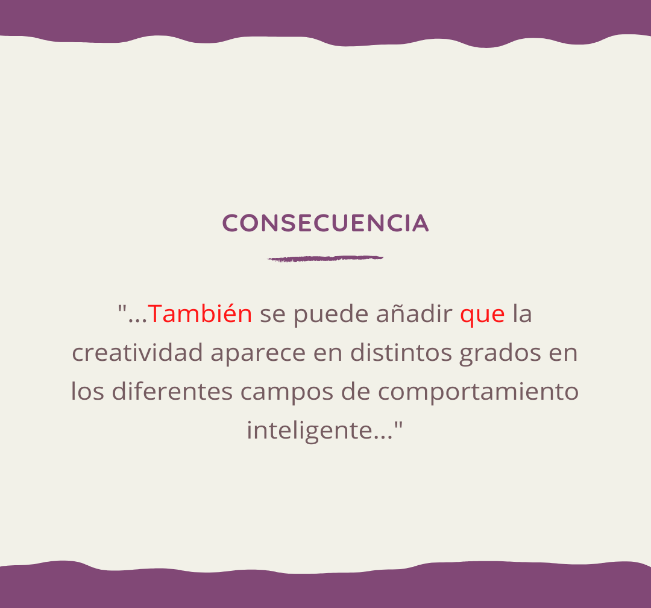 CONSECUENCIA
"...También se puede añadir que la
creatividad aparece en distintos grados en
los diferentes campos de comportamiento
inteligente..."